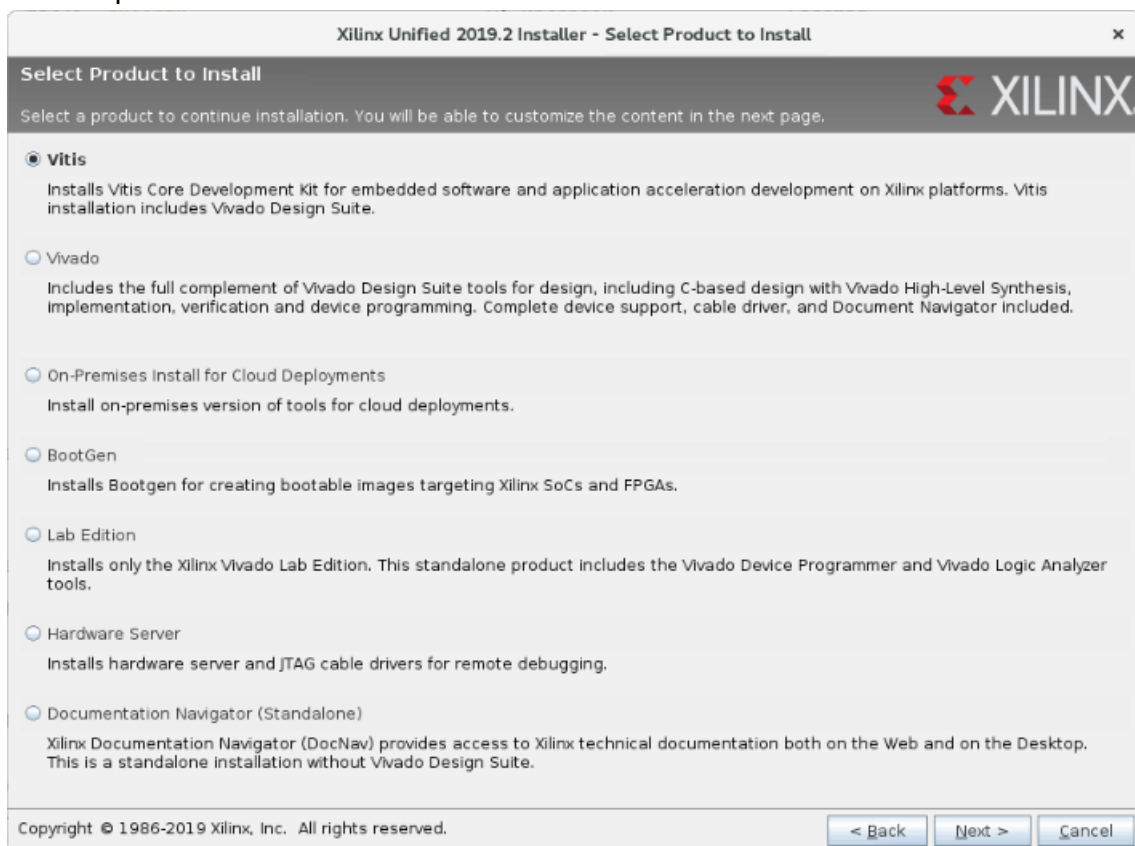 Xilinx Unified 2019.2 Installer - Select Product to Install
Select Product to Install
XILINX
Select a product to continue installation. You will be able to customize the content in the next page.
Vitis
Installs Vitis Core Development Kit for embedded software and application acceleration development on Xilinx platforms. Vitis
installation includes Vivado Design Suite.
Vivado
Includes the full complement of Vivado Design Suite tools for design, including C-based design with Vivado High-Level Synthesis,
implementation, verification and device programming. Complete device support, cable driver, and Document Navigator included.
On-Premises Install for Cloud Deployments
Install on-premises version of tools for cloud deployments.
BootGen
Installs Bootgen for creating bootable images targeting Xilinx SoCs and FPGAs.
Lab Edition
Installs only the Xilinx Vivado Lab Edition. This standalone product includes the Vivado Device Programmer and Vivado Logic Analyzer
tools.
Hardware Server
Installs hardware server and JTAG cable drivers for remote debugging.
Documentation Navigator (Standalone)
Xilinx Documentation Navigator (DocNav) provides access to Xilinx technical documentation both on the Web and on the Desktop.
This is a standalone installation without Vivado Design Suite.
Copyright © 1986-2019 Xilinx, Inc. All rights reserved.
< Back
Next >
Cancel